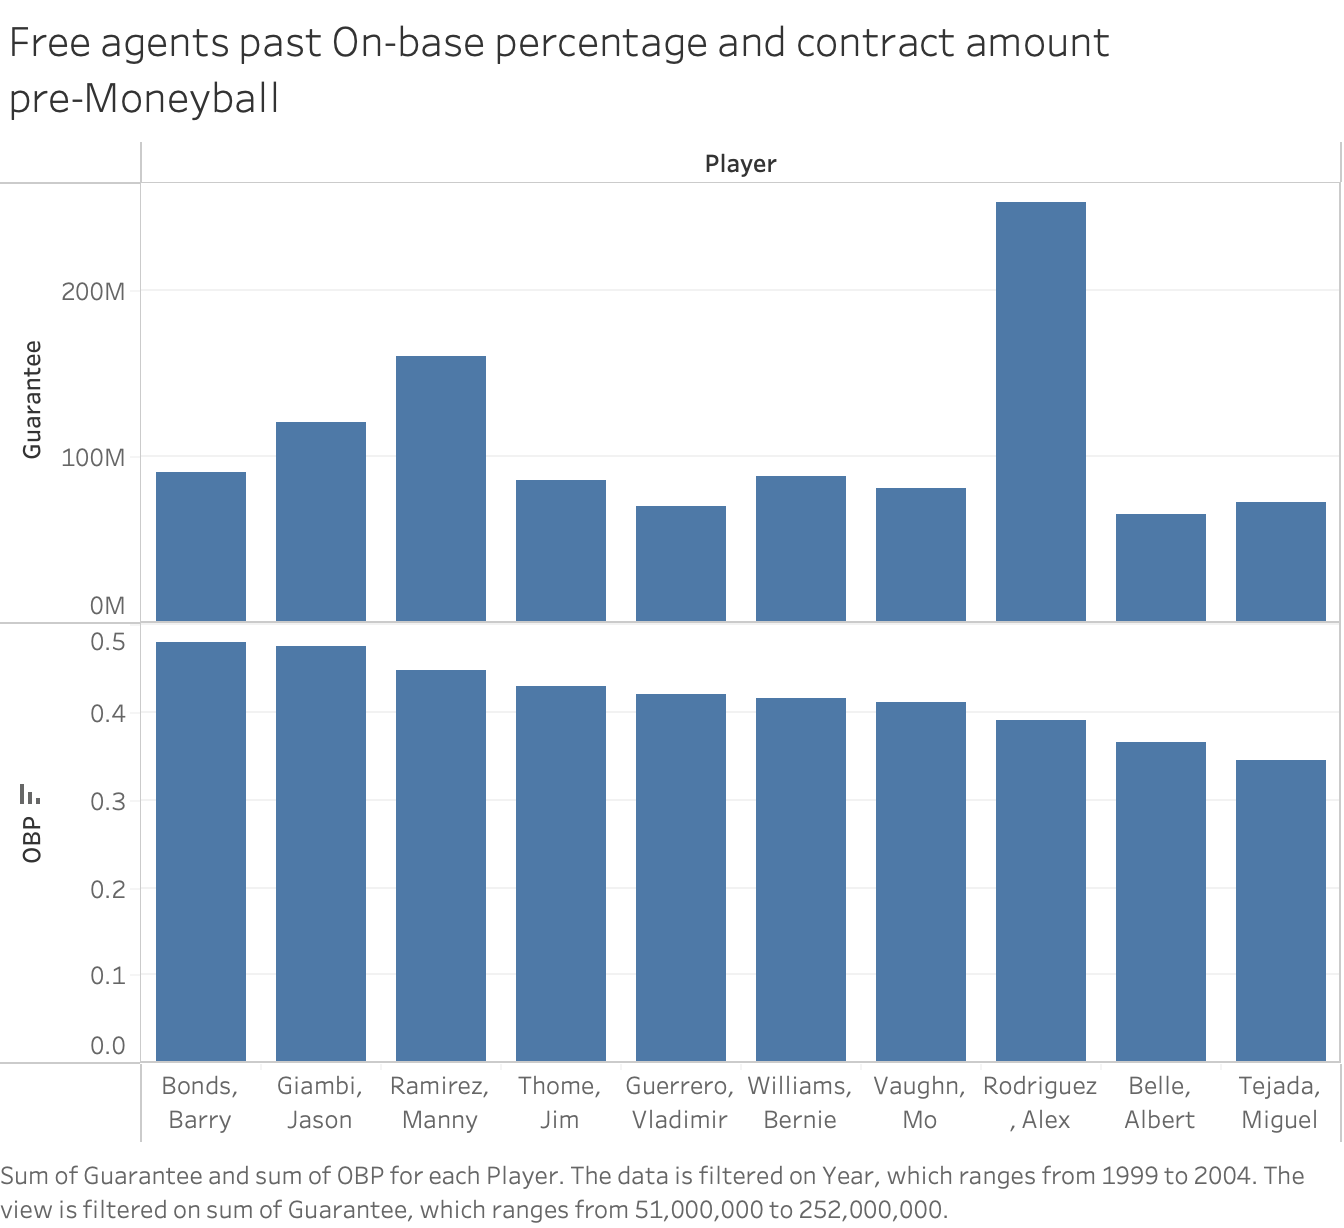 Free agents past On-base percentage and contract amount
pre-Moneyball
Player
Guarantee
200M
100M
0M
OBP
0.5
0.4
0.3
0.2
0.1
0.0
Bonds,
Barry
Giambi,
Jason
Ramirez,
Manny
Thome,
Jim
Guerrero,
Vladimir
Williams,
Bernie
Vaughn,
Mo
Rodriguez
, Alex
Belle,
Albert
Tejada,
Miguel
Sum of Guarantee and sum of OBP for each Player. The data is filtered on Year, which ranges from 1999 to 2004. The
view is filtered on sum of Guarantee, which ranges from 51,000,000 to 252,000,000.